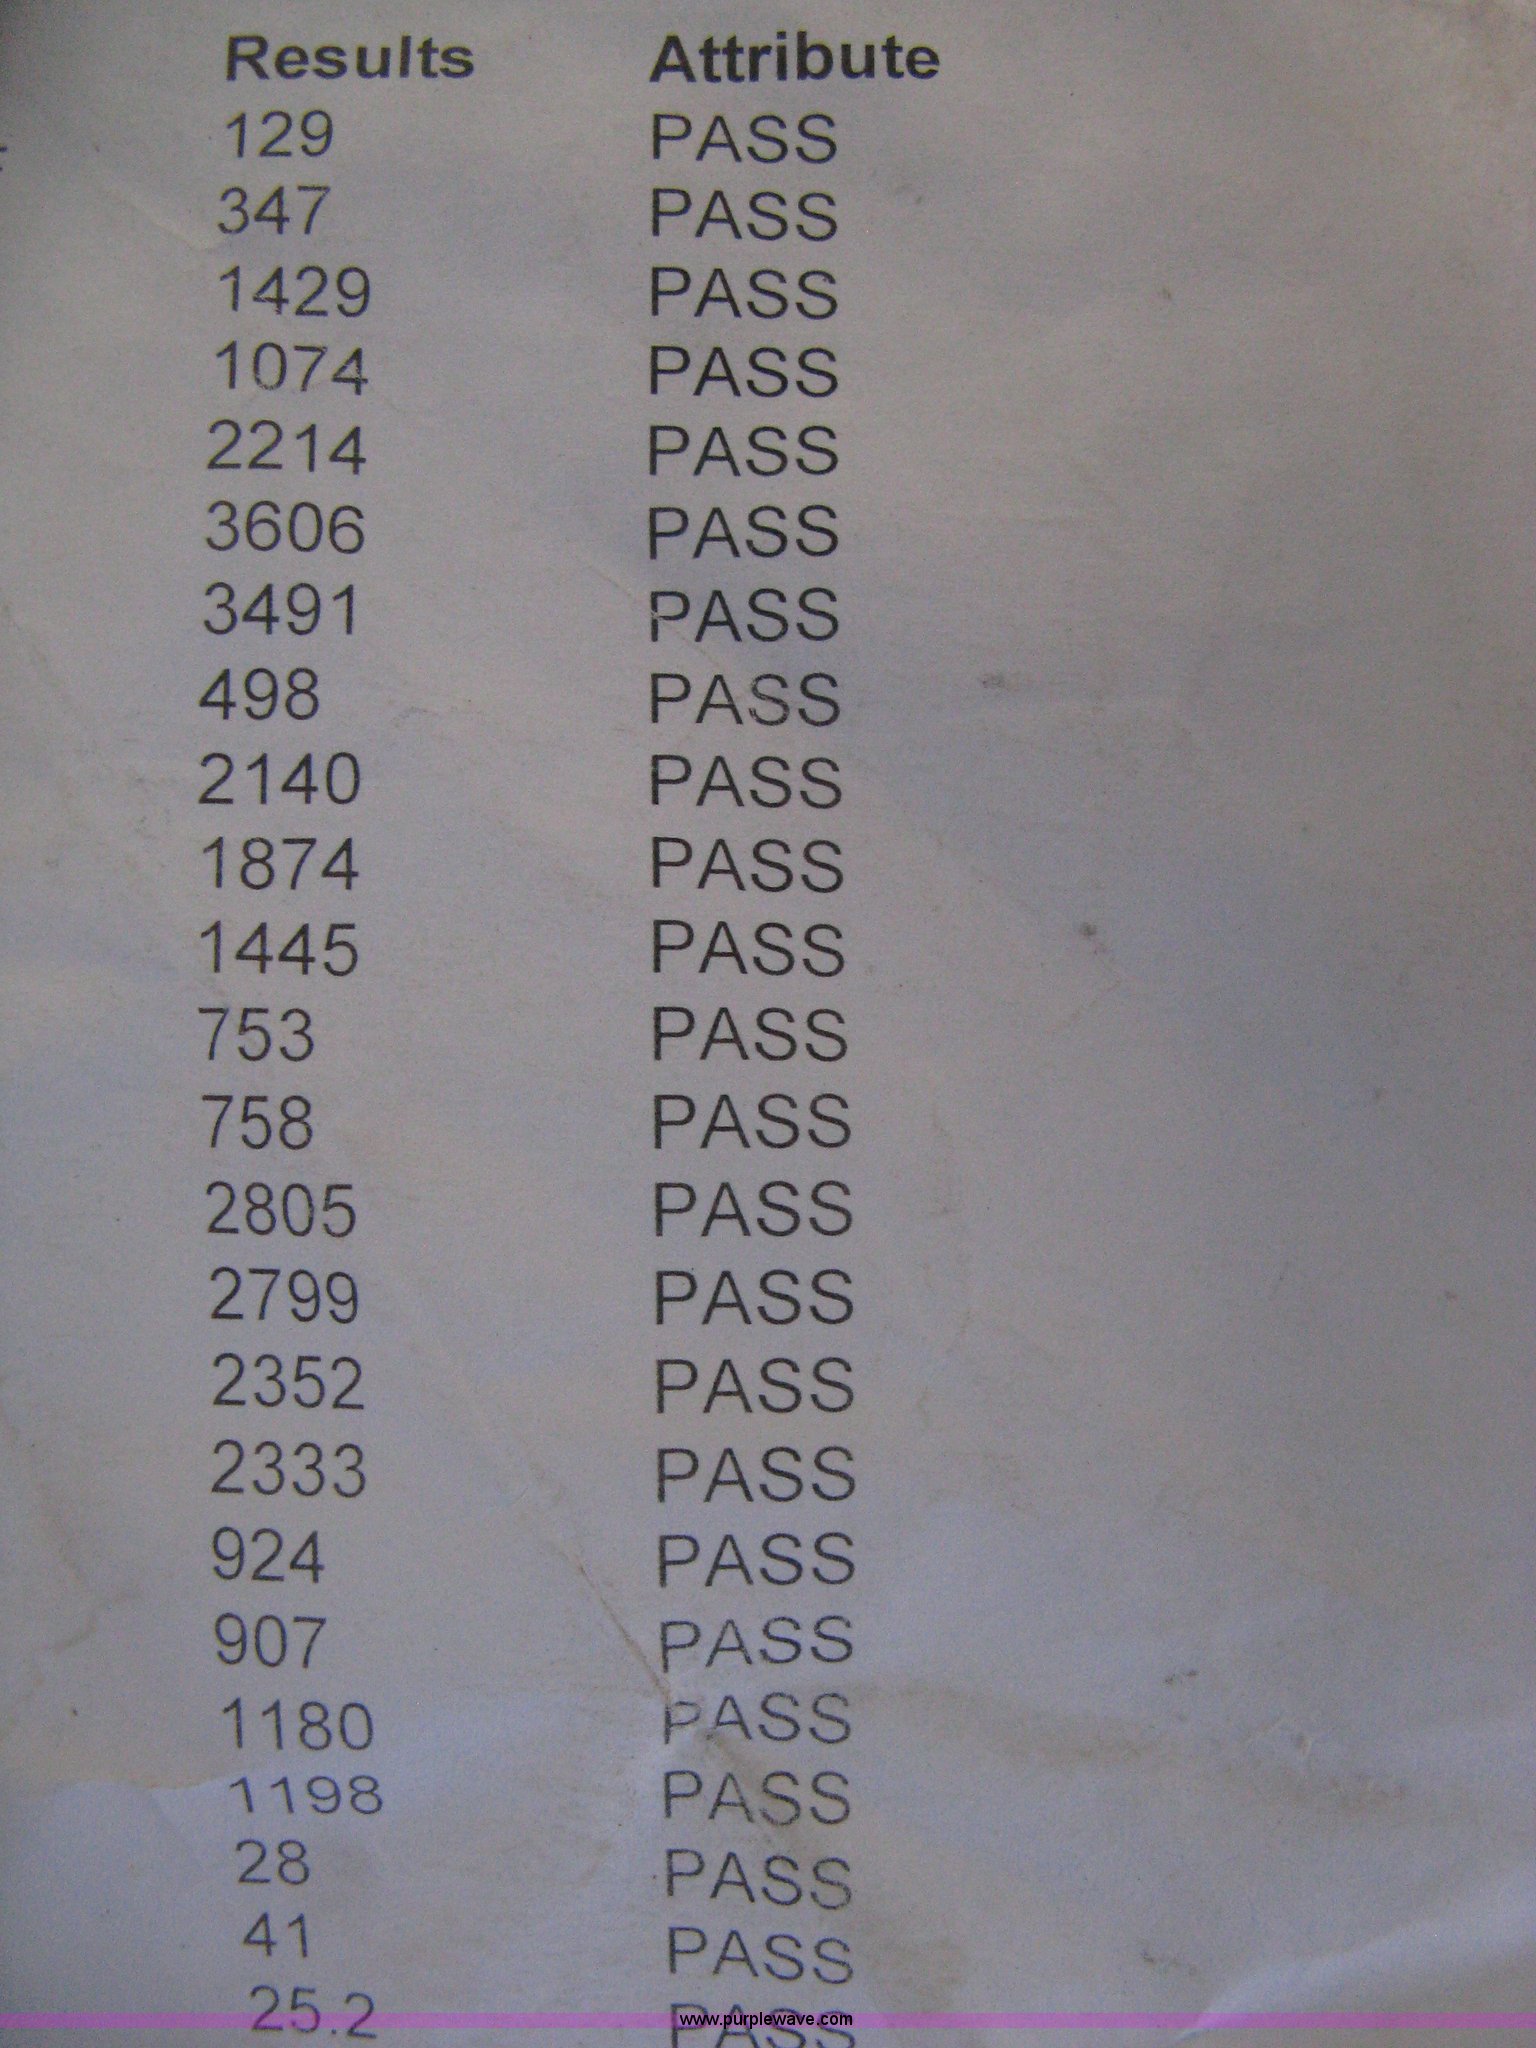 Results Attribute
129 PASS
347 PASS
1429 PASS
1074 PASS
2214 PASS
3606 PASS
3491 PASS
498 PASS
2140 PASS
1874 PASS
1445 PASS
753 PASS
758 PASS
2805 PASS
2799 PASS
2352 PASS
2333 PASS
924 PASS
907 PASS
1180 PASS
1198 PASS
28 PASS
41 PASS
25.2 PASS
www.purplewave.com